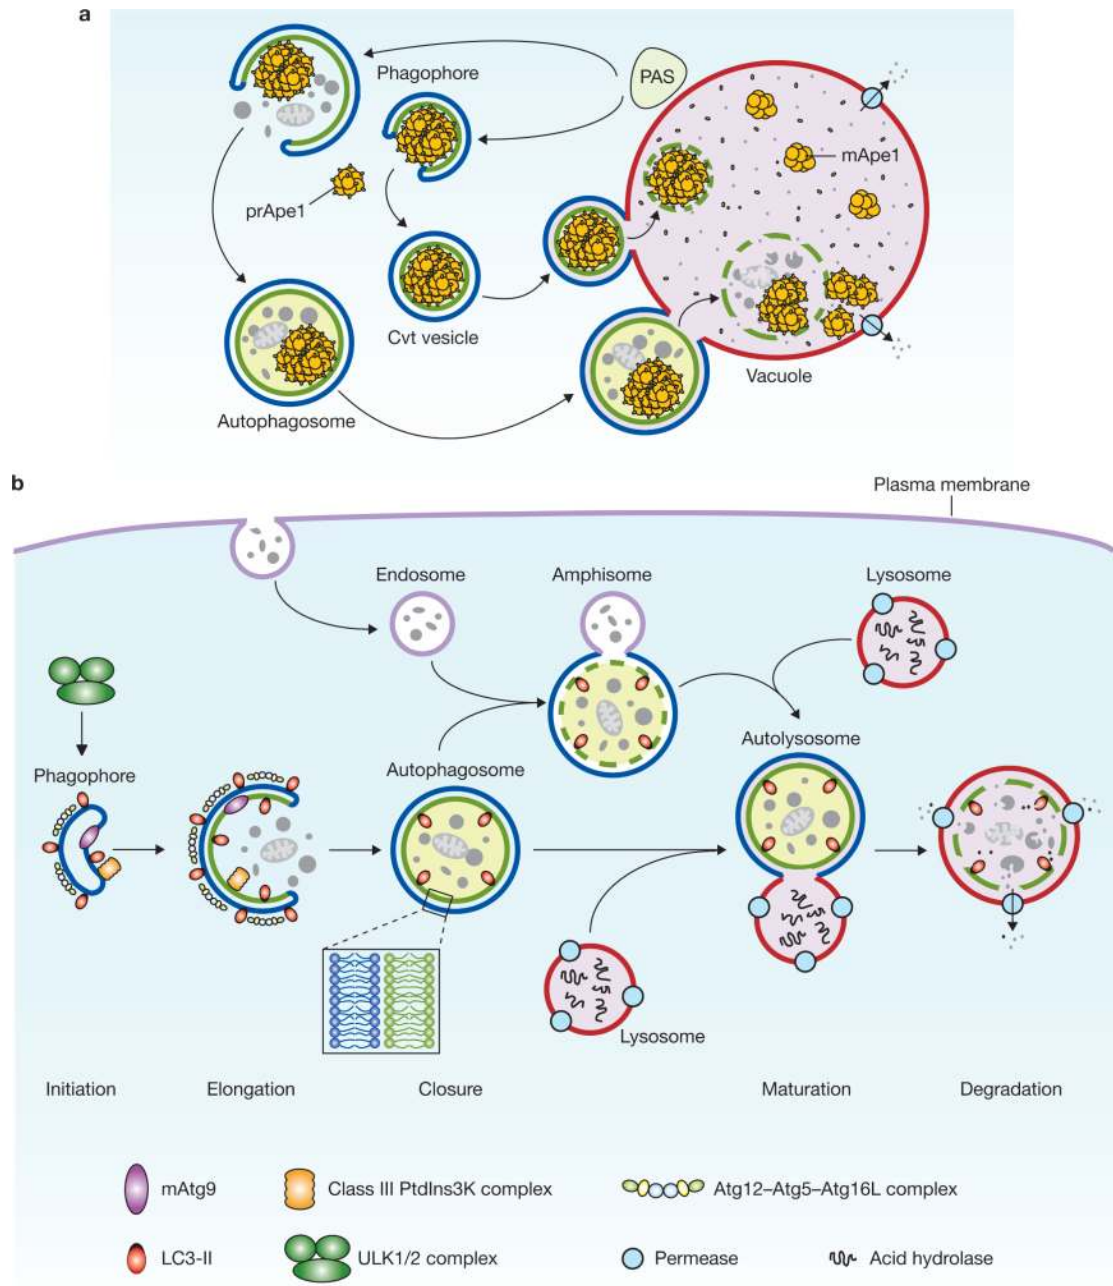 a
Phagophore
PAS
mApe1
prApe1
Cvt vesicle
Vacuole
Autophagosome
b
Plasma membrane
Endosome
Amphisome
Lysosome
Phagophore
Autophagosome
Autolysosome
Lysosome
Initiation
Elongation
Closure
Maturation
Degradation
mAtg9
Class III PtdIns3K complex
Atg12–Atg5–Atg16L complex
LC3-II
ULK1/2 complex
Permease
Acid hydrolase